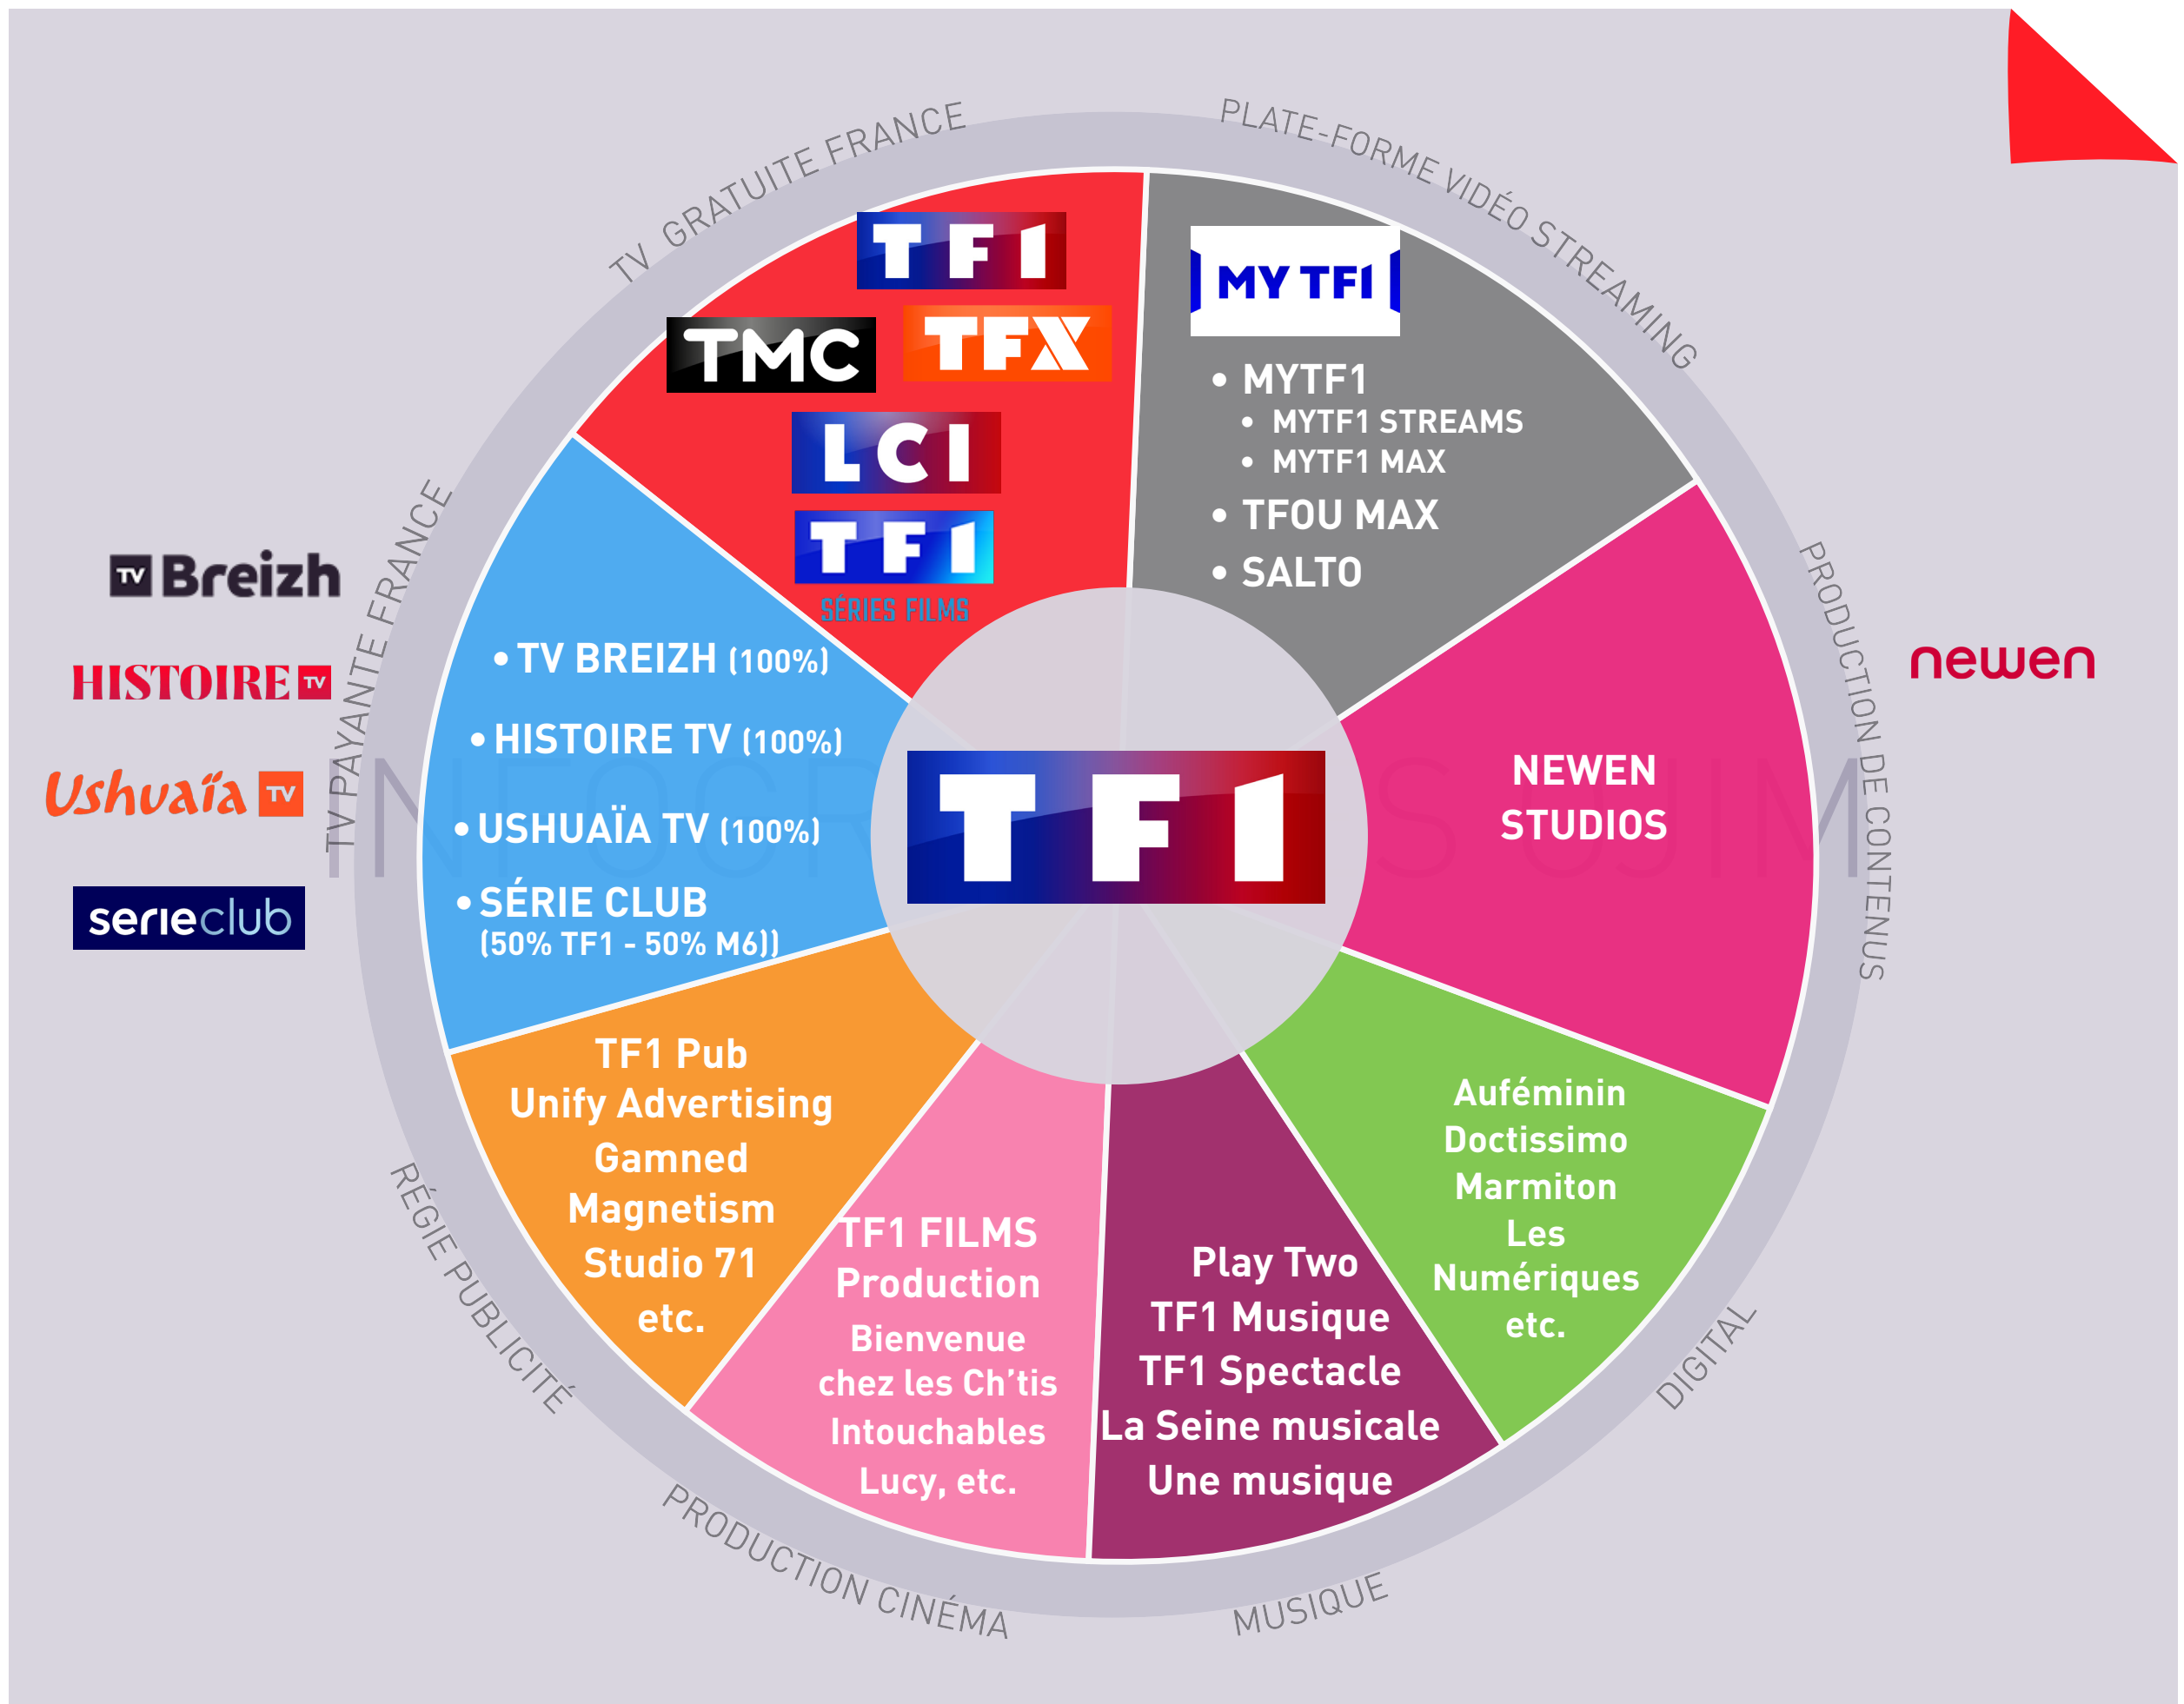 TV GRATUITE FRANCE
TF1
TMC
TFX
LCI
TF1
SÉRIES FILMS
PLATE-FORME VIDÉO STREAMING
MYTF1
• MYTF1
• MYTF1 STREAMS
• MYTF1 MAX
• TFOU MAX
• SALTO
PRODUCTION DE CONTENUS
NEWEN
STUDIOS
newen
DIGITAL
Auféminin
Doctissimo
Marmiton
Les
Numériques
etc.
MUSIQUE
Play Two
TF1 Musique
TF1 Spectacle
La Seine musicale
Une musique
PRODUCTION CINÉMA
TF1 FILMS
Production
Bienvenue
chez les Ch’tis
Intouchables
Lucy, etc.
RÉGIE PUBLICITÉ
TF1 Pub
Unify Advertising
Gamned
Magnetism
Studio 71
etc.
TV PAYANTE FRANCE
• TV BREIZH (100%)
• HISTOIRE TV (100%)
• USHUAÏA TV (100%)
• SÉRIE CLUB
(50% TF1 - 50% M6))
TV Breizh
HISTOIRE TV
Ushuaïa TV
serieclub
TF1